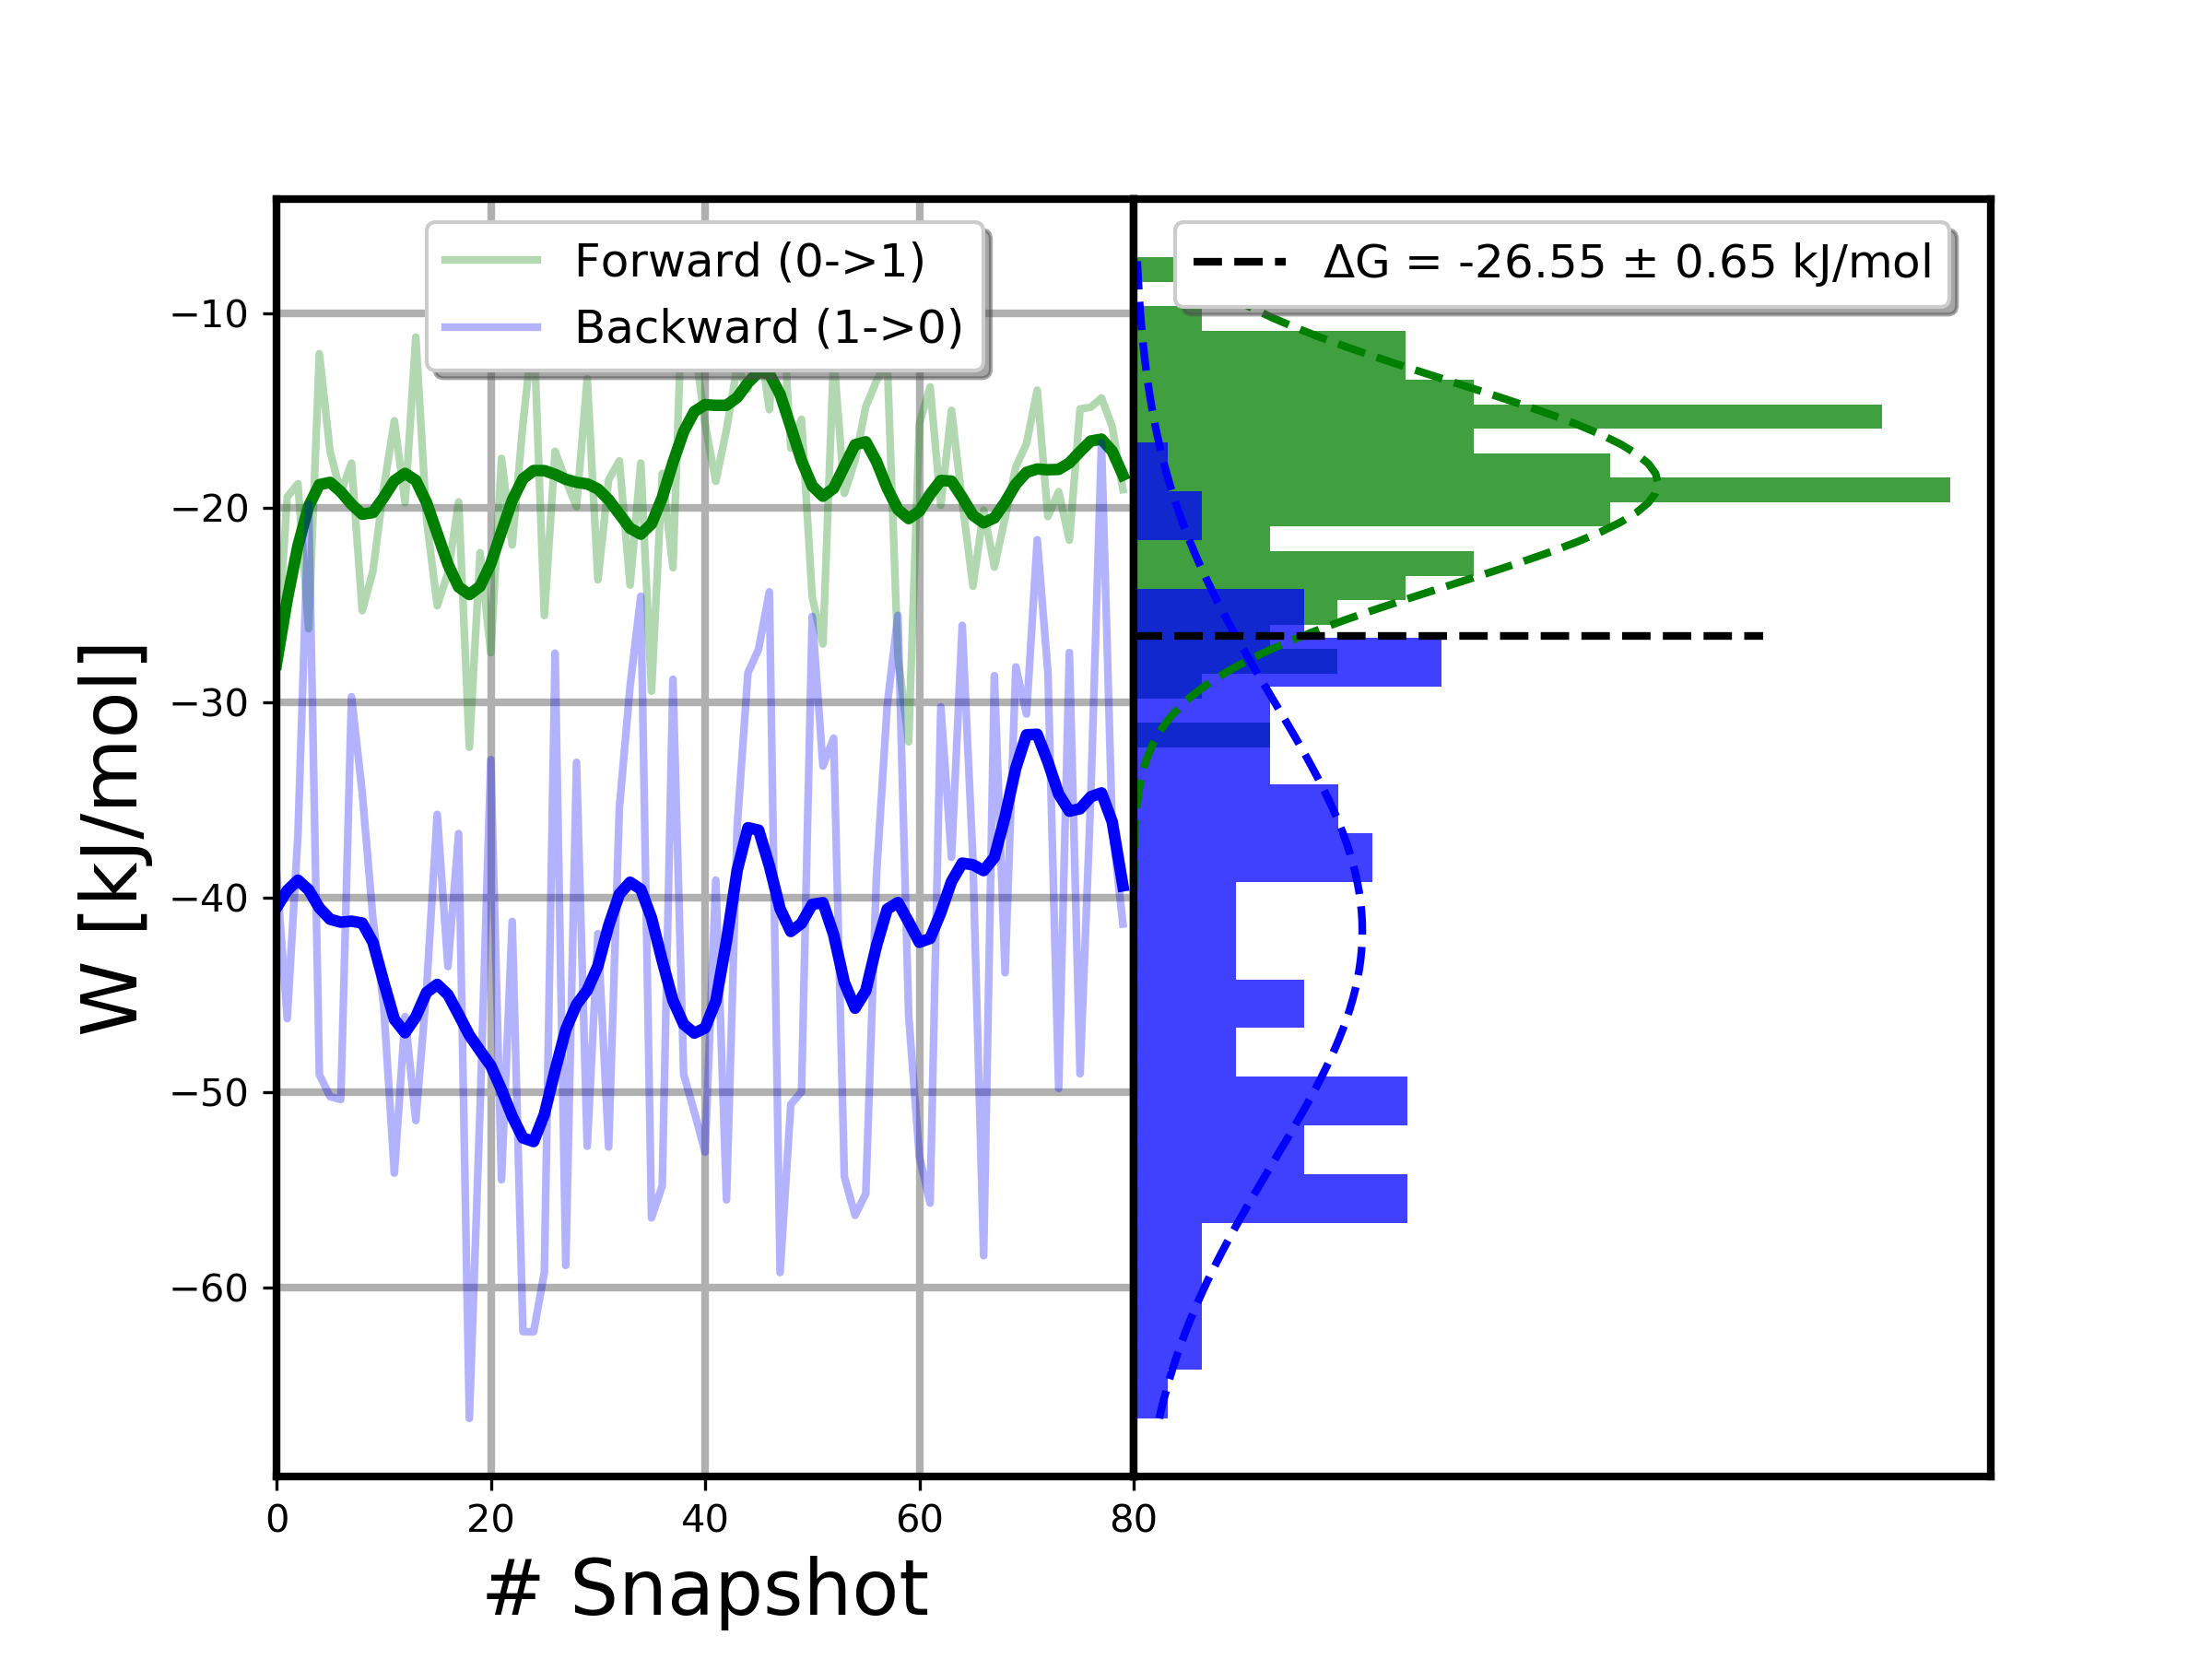 Forward (0->1)
Backward (1->0)
ΔG = -26.55 ± 0.65 kJ/mol
−10
−20
−30
−40
−50
−60
W [kJ/mol]
0 20 40 60 80
# Snapshot